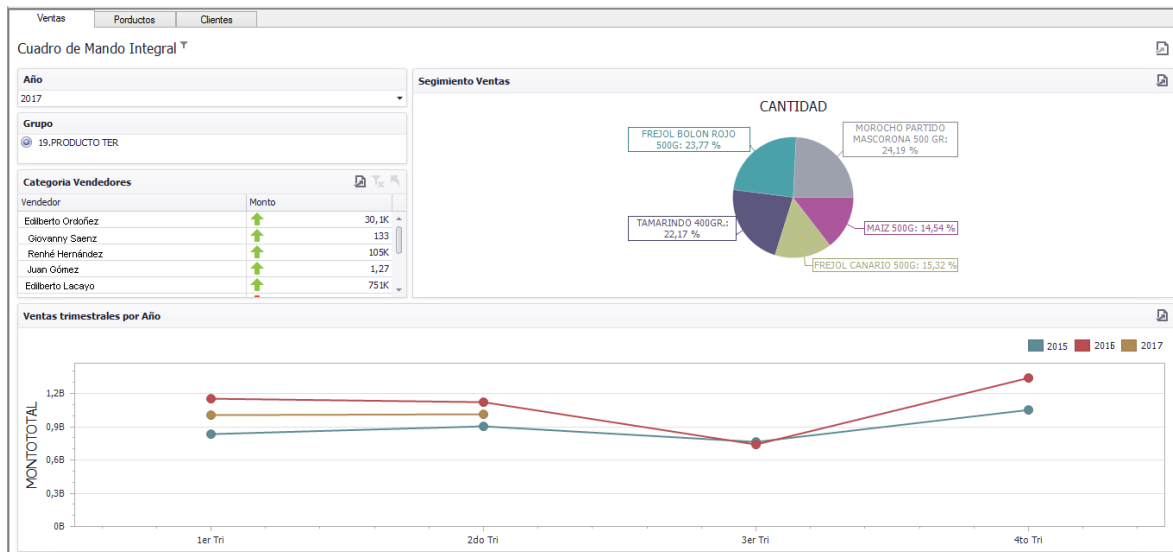 Ventas
Porductos
Clientes
Cuadro de Mando Integral
Año
2017
Grupo
19.PRODUCTO TER
Categoria Vendedores
Vendedor Monto
Edilberto Ordoñez 30,1K
Giovanny Saenz 133
Renhé Hernández 105K
Juan Gómez 1,27
Edilberto Lacayo 751K
Segimiento Ventas
CANTIDAD
FREJOL BOLON ROJO
500G: 23,77 %
MOROCHO PARTIDO
MASCORONA 500 GR:
24,19 %
TAMARINDO 400GR.:
22,17 %
MAIZ 500G: 14,54 %
FREJOL CANARIO 500G: 15,32 %
Ventas trimestrales por Año
2015 2016 2017
MONTOTOTAL
1,2B
0,9B
0,6B
0,3B
0B
1er Tri 2do Tri 3er Tri 4to Tri